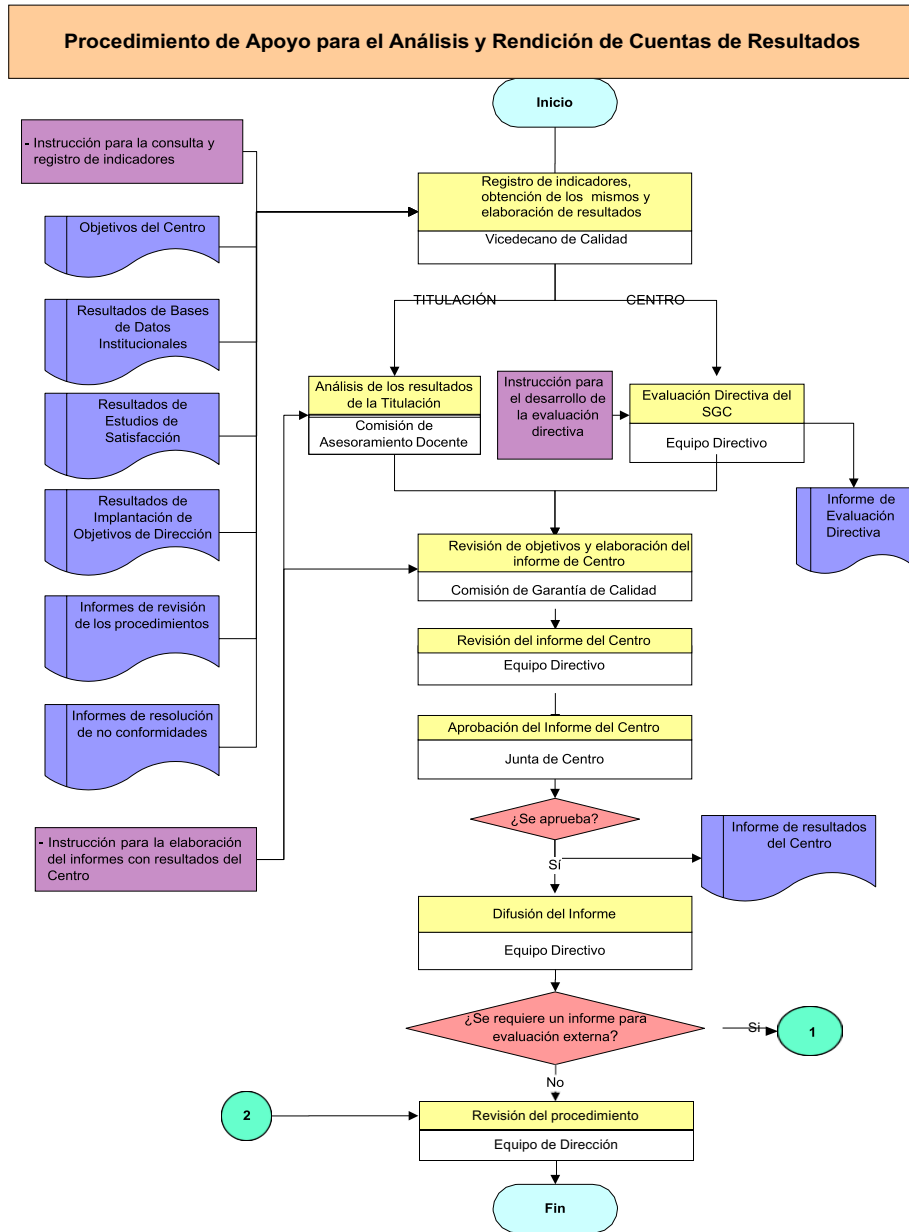 Procedimiento de Apoyo para el Análisis y Rendición de Cuentas de Resultados
Inicio
- Instrucción para la consulta y
registro de indicadores
Registro de indicadores,
obtención de los mismos y
elaboración de resultados
Vicedecano de Calidad
Objetivos del Centro
Resultados de Bases
de Datos
Institucionales
Resultados de
Estudios de
Satisfacción
Resultados de
Implantación de
Objetivos de Dirección
Informes de revisión
de los procedimientos
Informes de resolución
de no conformidades
- Instrucción para la elaboración
del informes con resultados del
Centro
TITULACIÓN
CENTRO
Análisis de los resultados
de la Titulación
Comisión de
Asesoramiento Docente
Instrucción para
el desarrollo de
la evaluación
directiva
Evaluación Directiva del
SGC
Equipo Directivo
Informe de
Evaluación
Directiva
Revisión de objetivos y elaboración del
informe de Centro
Comisión de Garantía de Calidad
Revisión del informe del Centro
Equipo Directivo
Aprobación del Informe del Centro
Junta de Centro
¿Se aprueba?
Sí
Informe de resultados
del Centro
Difusión del Informe
Equipo Directivo
¿Se requiere un informe para
evaluación externa?
Si
1
No
2
Revisión del procedimiento
Equipo de Dirección
Fin